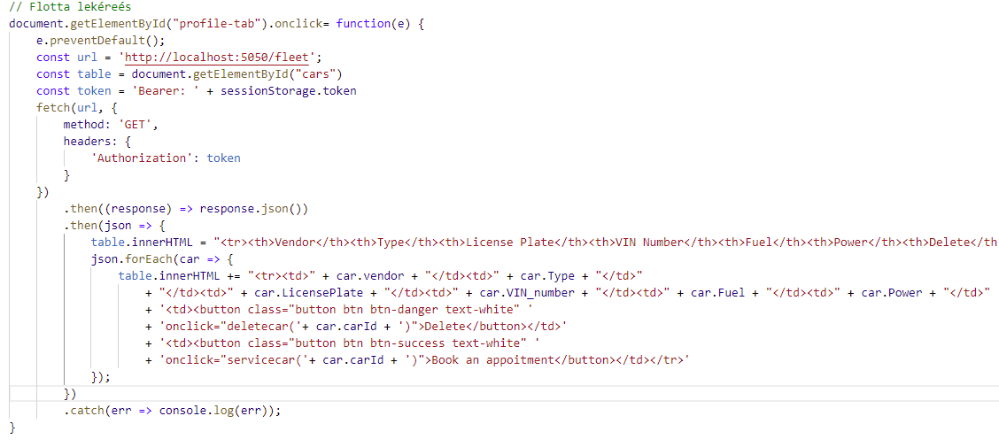 // Flotta lekéreés
document.getElementById("profile-tab").onclick= function(e) {
    e.preventDefault();
    const url = 'http://localhost:5050/fleet';
    const table = document.getElementById("cars")
    const token = 'Bearer: ' + sessionStorage.token
    fetch(url, {
        method: 'GET',
        headers: {
            'Authorization': token
        }
    })
        .then((response) => response.json())
        .then(json => {
            table.innerHTML = "<tr><th>Vendor</th><th>Type</th><th>License Plate</th><th>VIN Number</th><th>Fuel</th><th>Power</th><th>Delete</th
            json.forEach(car => {
                table.innerHTML += "<tr><td>" + car.vendor + "</td><td>" + car.Type + "</td>"
                    + "</td><td>" + car.LicensePlate + "</td><td>" + car.VIN_number + "</td><td>" + car.Fuel + "</td><td>" + car.Power + "</td>"
                    + '<td><button class="button btn btn-danger text-white" '
                    + 'onclick="deletecar('+ car.carId + ')">Delete</button></td>'
                    + '<td><button class="button btn btn-success text-white" '
                    + 'onclick="servicecar('+ car.carId + ')">Book an appoitment</button></td></tr>'
            });
        })
        .catch(err => console.log(err));
}